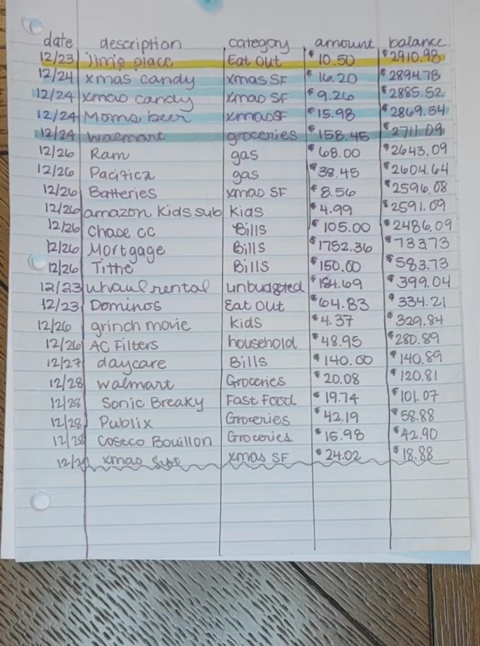 date description category amount balance
12/23 Jim's place Eat Out $10.50 $2910.98
12/24 xmas candy xmas SF $16.20 $2894.78
12/24 xmas candy xmas SF $9.26 $2885.52
12/24 Moms beer xmas SF $15.98 $2869.54
12/24 walmart groceries $158.45 $2711.09
12/26 Ram gas $68.00 $2643.09
12/26 Pacifica gas $38.45 $2604.64
12/26 Batteries xmas SF $8.56 $2596.08
12/26 amazon kids sub Kids $4.99 $2591.09
12/26 Chase CC Bills $105.00 $2486.09
12/26 Mortgage Bills $1752.36 $733.73
12/26 Tithe Bills $150.00 $583.73
12/23 uhaul rental unbudgeted $184.69 $399.04
12/23 Dominos Eat Out $64.83 $334.21
12/26 grinch movie Kids $4.37 $329.84
12/26 AC Filters household $48.95 $280.89
12/27 daycare Bills $140.00 $140.89
12/28 walmart Groceries $20.08 $120.81
12/28 Sonic Breaky Fast Food $19.74 $101.07
12/28 Publix Groceries $42.19 $58.88
12/28 Costco Bouillon Groceries $15.98 $42.90
xmas xmas SF $24.02 $18.88